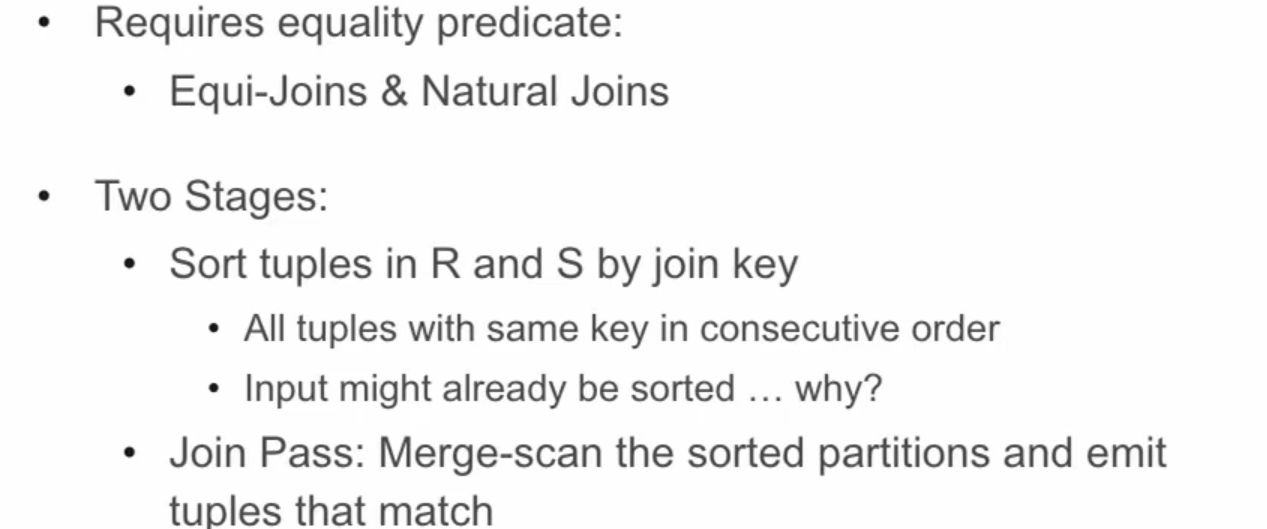 • Requires equality predicate:
• Equi-Joins & Natural Joins
• Two Stages:
• Sort tuples in R and S by join key
• All tuples with same key in consecutive order
• Input might already be sorted … why?
• Join Pass: Merge-scan the sorted partitions and emit
tuples that match